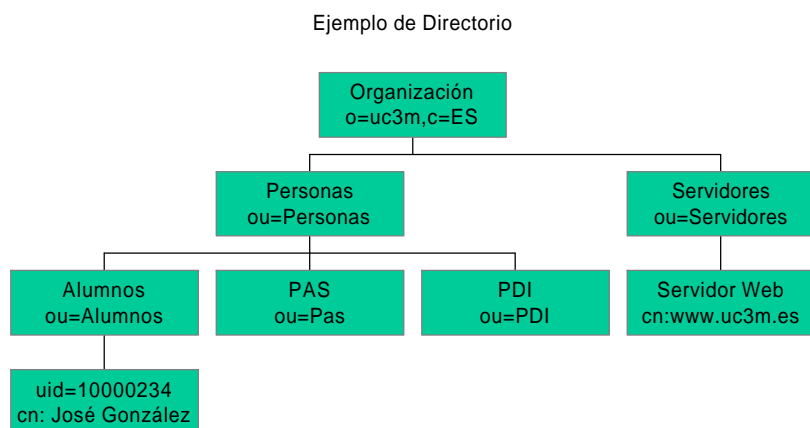 Ejemplo de Directorio
Organización
o=uc3m,c=ES
Personas
ou=Personas
Servidores
ou=Servidores
Alumnos
ou=Alumnos
PAS
ou=Pas
PDI
ou=PDI
Servidor Web
cn:www.uc3m.es
uid=10000234
cn: José González